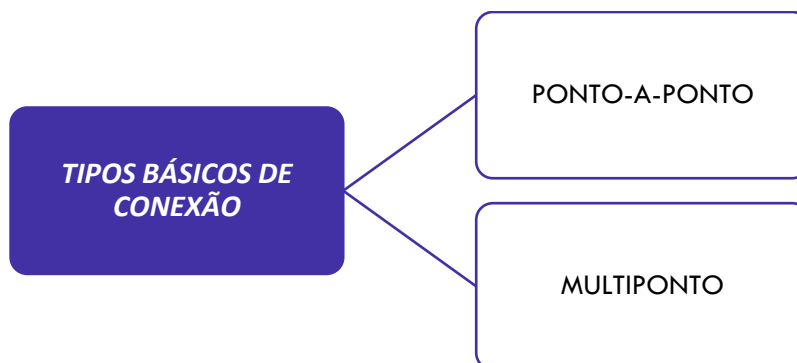 TIPOS BÁSICOS DE
CONEXÃO
PONTO-A-PONTO
MULTIPONTO